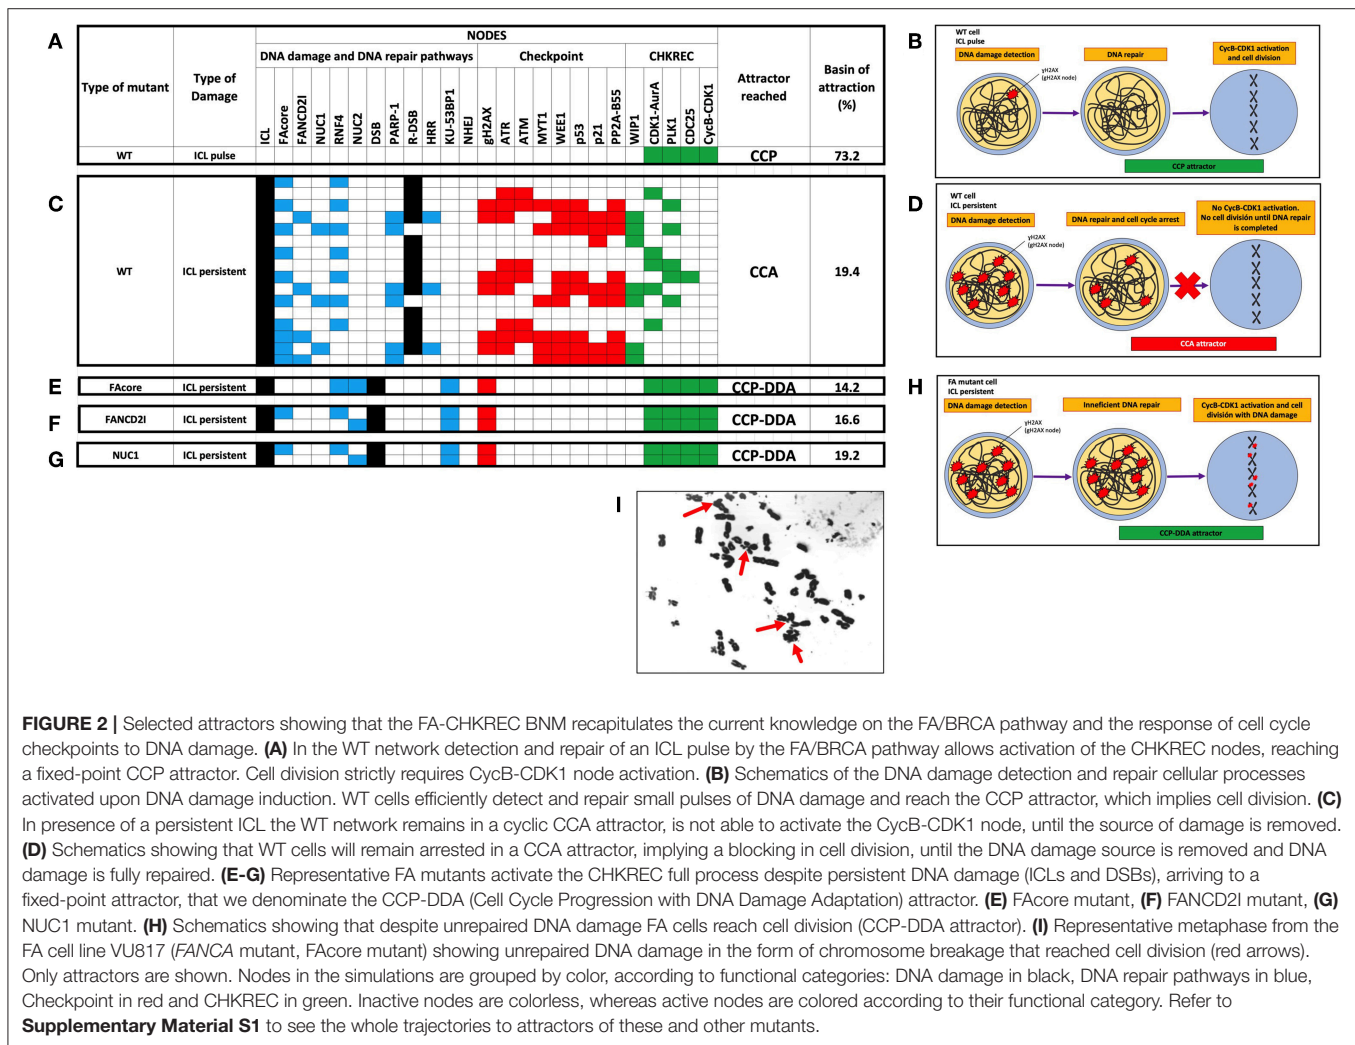 A
NODES
Type of mutant
Type of Damage
DNA damage and DNA repair pathways
Checkpoint
CHKREC
Attractor reached
Basin of attraction (%)
ICL
FAcore
FANCD2I
NUC1
RNF4
NUC2
DSB
PARP-1
R-DSB
HRR
KU-53BP1
NHEJ
gH2AX
ATR
ATM
MYT1
WEE1
p53
p21
PP2A-B55
WIP1
CDK1-AurA
PLK1
CDC25
CycB-CDK1
WT ICL pulse CCP 73.2
B
WT cell
ICL pulse
DNA damage detection
DNA repair
CycB-CDK1 activation
and cell division
γH2AX
(gH2AX node)
CCP attractor
C
WT ICL persistent CCA 19.4
D
WT cell
ICL persistent
DNA damage detection
DNA repair and cell cycle arrest
No CycB-CDK1 activation.
No cell división until DNA repair
is completed
γH2AX
(gH2AX node)
CCA attractor
E
FAcore ICL persistent CCP-DDA 14.2
F
FANCD2I ICL persistent CCP-DDA 16.6
G
NUC1 ICL persistent CCP-DDA 19.2
H
FA mutant cell
ICL persistent
DNA damage detection
Inneficient DNA repair
CycB-CDK1 activation and cell
división with DNA damage
γH2AX
(gH2AX node)
CCP-DDA attractor
I
FIGURE 2 | Selected attractors showing that the FA-CHKREC BNM recapitulates the current knowledge on the FA/BRCA pathway and the response of cell cycle
checkpoints to DNA damage. (A) In the WT network detection and repair of an ICL pulse by the FA/BRCA pathway allows activation of the CHKREC nodes, reaching
a fixed-point CCP attractor. Cell division strictly requires CycB-CDK1 node activation. (B) Schematics of the DNA damage detection and repair cellular processes
activated upon DNA damage induction. WT cells efficiently detect and repair small pulses of DNA damage and reach the CCP attractor, which implies cell division. (C)
In presence of a persistent ICL the WT network remains in a cyclic CCA attractor, is not able to activate the CycB-CDK1 node, until the source of damage is removed.
(D) Schematics showing that WT cells will remain arrested in a CCA attractor, implying a blocking in cell division, until the DNA damage source is removed and DNA
damage is fully repaired. (E-G) Representative FA mutants activate the CHKREC full process despite persistent DNA damage (ICLs and DSBs), arriving to a
fixed-point attractor, that we denominate the CCP-DDA (Cell Cycle Progression with DNA Damage Adaptation) attractor. (E) FAcore mutant, (F) FANCD2I mutant, (G)
NUC1 mutant. (H) Schematics showing that despite unrepaired DNA damage FA cells reach cell division (CCP-DDA attractor). (I) Representative metaphase from the
FA cell line VU817 (FANCA mutant, FAcore mutant) showing unrepaired DNA damage in the form of chromosome breakage that reached cell division (red arrows).
Only attractors are shown. Nodes in the simulations are grouped by color, according to functional categories: DNA damage in black, DNA repair pathways in blue,
Checkpoint in red and CHKREC in green. Inactive nodes are colorless, whereas active nodes are colored according to their functional category. Refer to
Supplementary Material S1 to see the whole trajectories to attractors of these and other mutants.